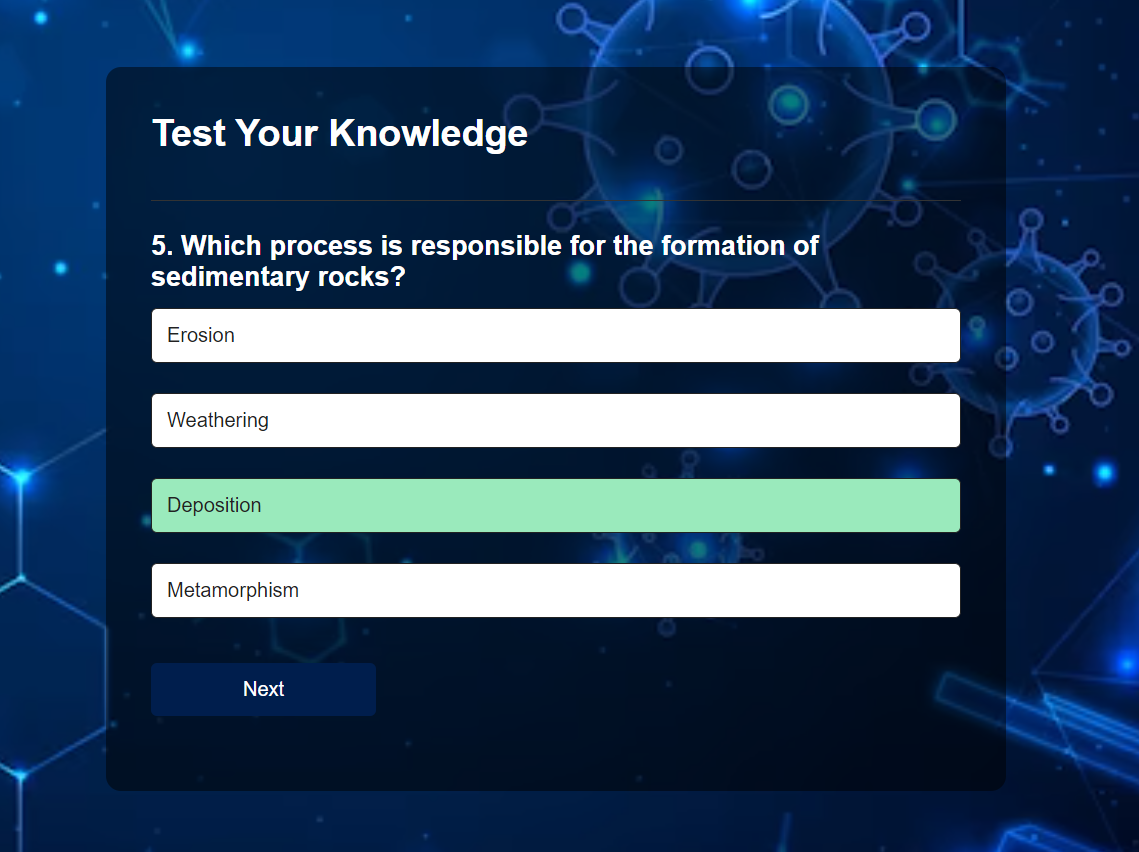 Test Your Knowledge
5. Which process is responsible for the formation of
sedimentary rocks?
Erosion
Weathering
Deposition
Metamorphism
Next